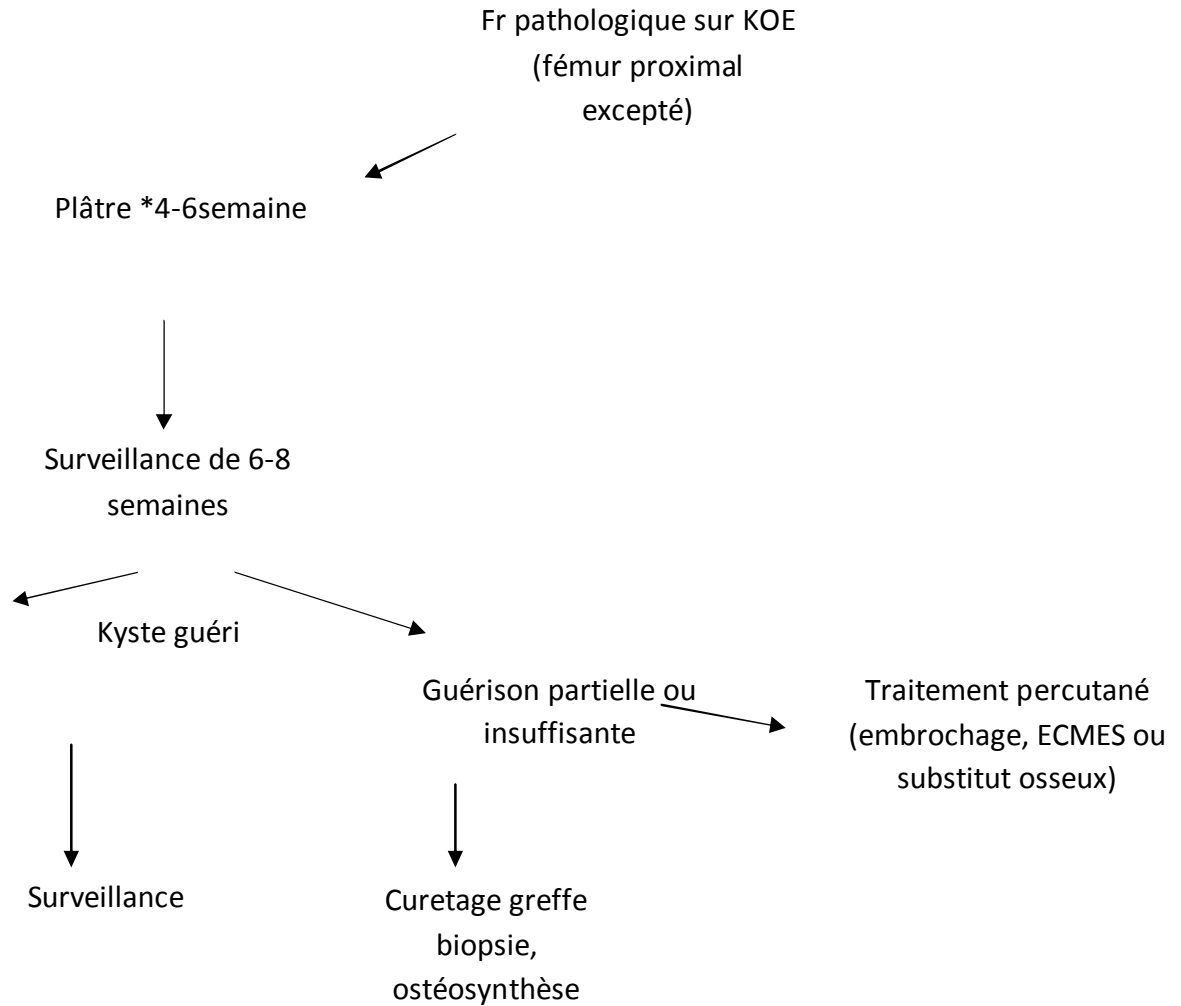 Fr pathologique sur KOE
(fémur proximal
excepté)
Plâtre *4-6semaine
Surveillance de 6-8
semaines
Kyste guéri
Guérison partielle ou
insuffisante
Traitement percutané
(embrochage, ECMES ou
substitut osseux)
Surveillance
Curetage greffe
biopsie,
ostéosynthèse